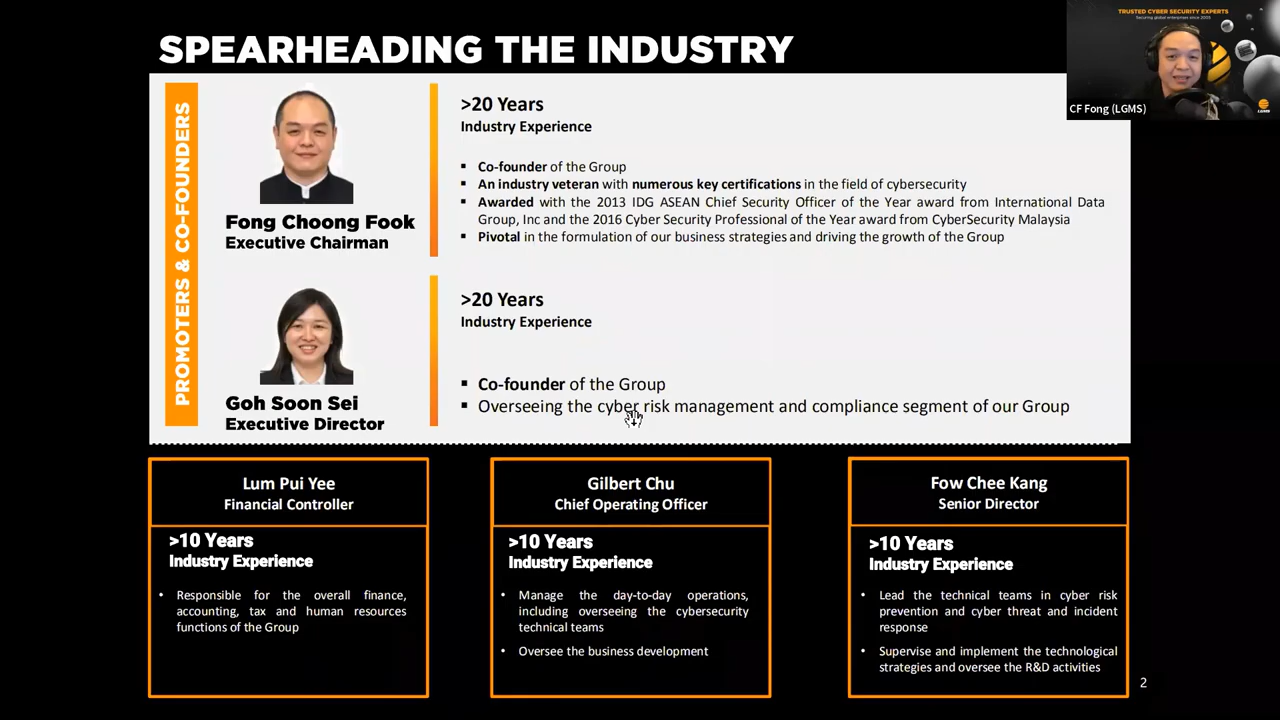 SPEARHEADING THE INDUSTRY
TRUSTED CYBER SECURITY EXPERTS
Securing global enterprises since 2005
LGMS
CF Fong (LGMS)
PROMOTERS & CO-FOUNDERS
Fong Choong Fook
Executive Chairman
>20 Years
Industry Experience
▪ Co-founder of the Group
▪ An industry veteran with numerous key certifications in the field of cybersecurity
▪ Awarded with the 2013 IDG ASEAN Chief Security Officer of the Year award from International Data
Group, Inc and the 2016 Cyber Security Professional of the Year award from CyberSecurity Malaysia
▪ Pivotal in the formulation of our business strategies and driving the growth of the Group
Goh Soon Sei
Executive Director
>20 Years
Industry Experience
▪ Co-founder of the Group
▪ Overseeing the cyber risk management and compliance segment of our Group
Lum Pui Yee
Financial Controller
>10 Years
Industry Experience
• Responsible for the overall finance,
accounting, tax and human resources
functions of the Group
Gilbert Chu
Chief Operating Officer
>10 Years
Industry Experience
• Manage the day-to-day operations,
including overseeing the cybersecurity
technical teams
• Oversee the business development
Fow Chee Kang
Senior Director
>10 Years
Industry Experience
• Lead the technical teams in cyber risk
prevention and cyber threat and incident
response
• Supervise and implement the technological
strategies and oversee the R&D activities
2